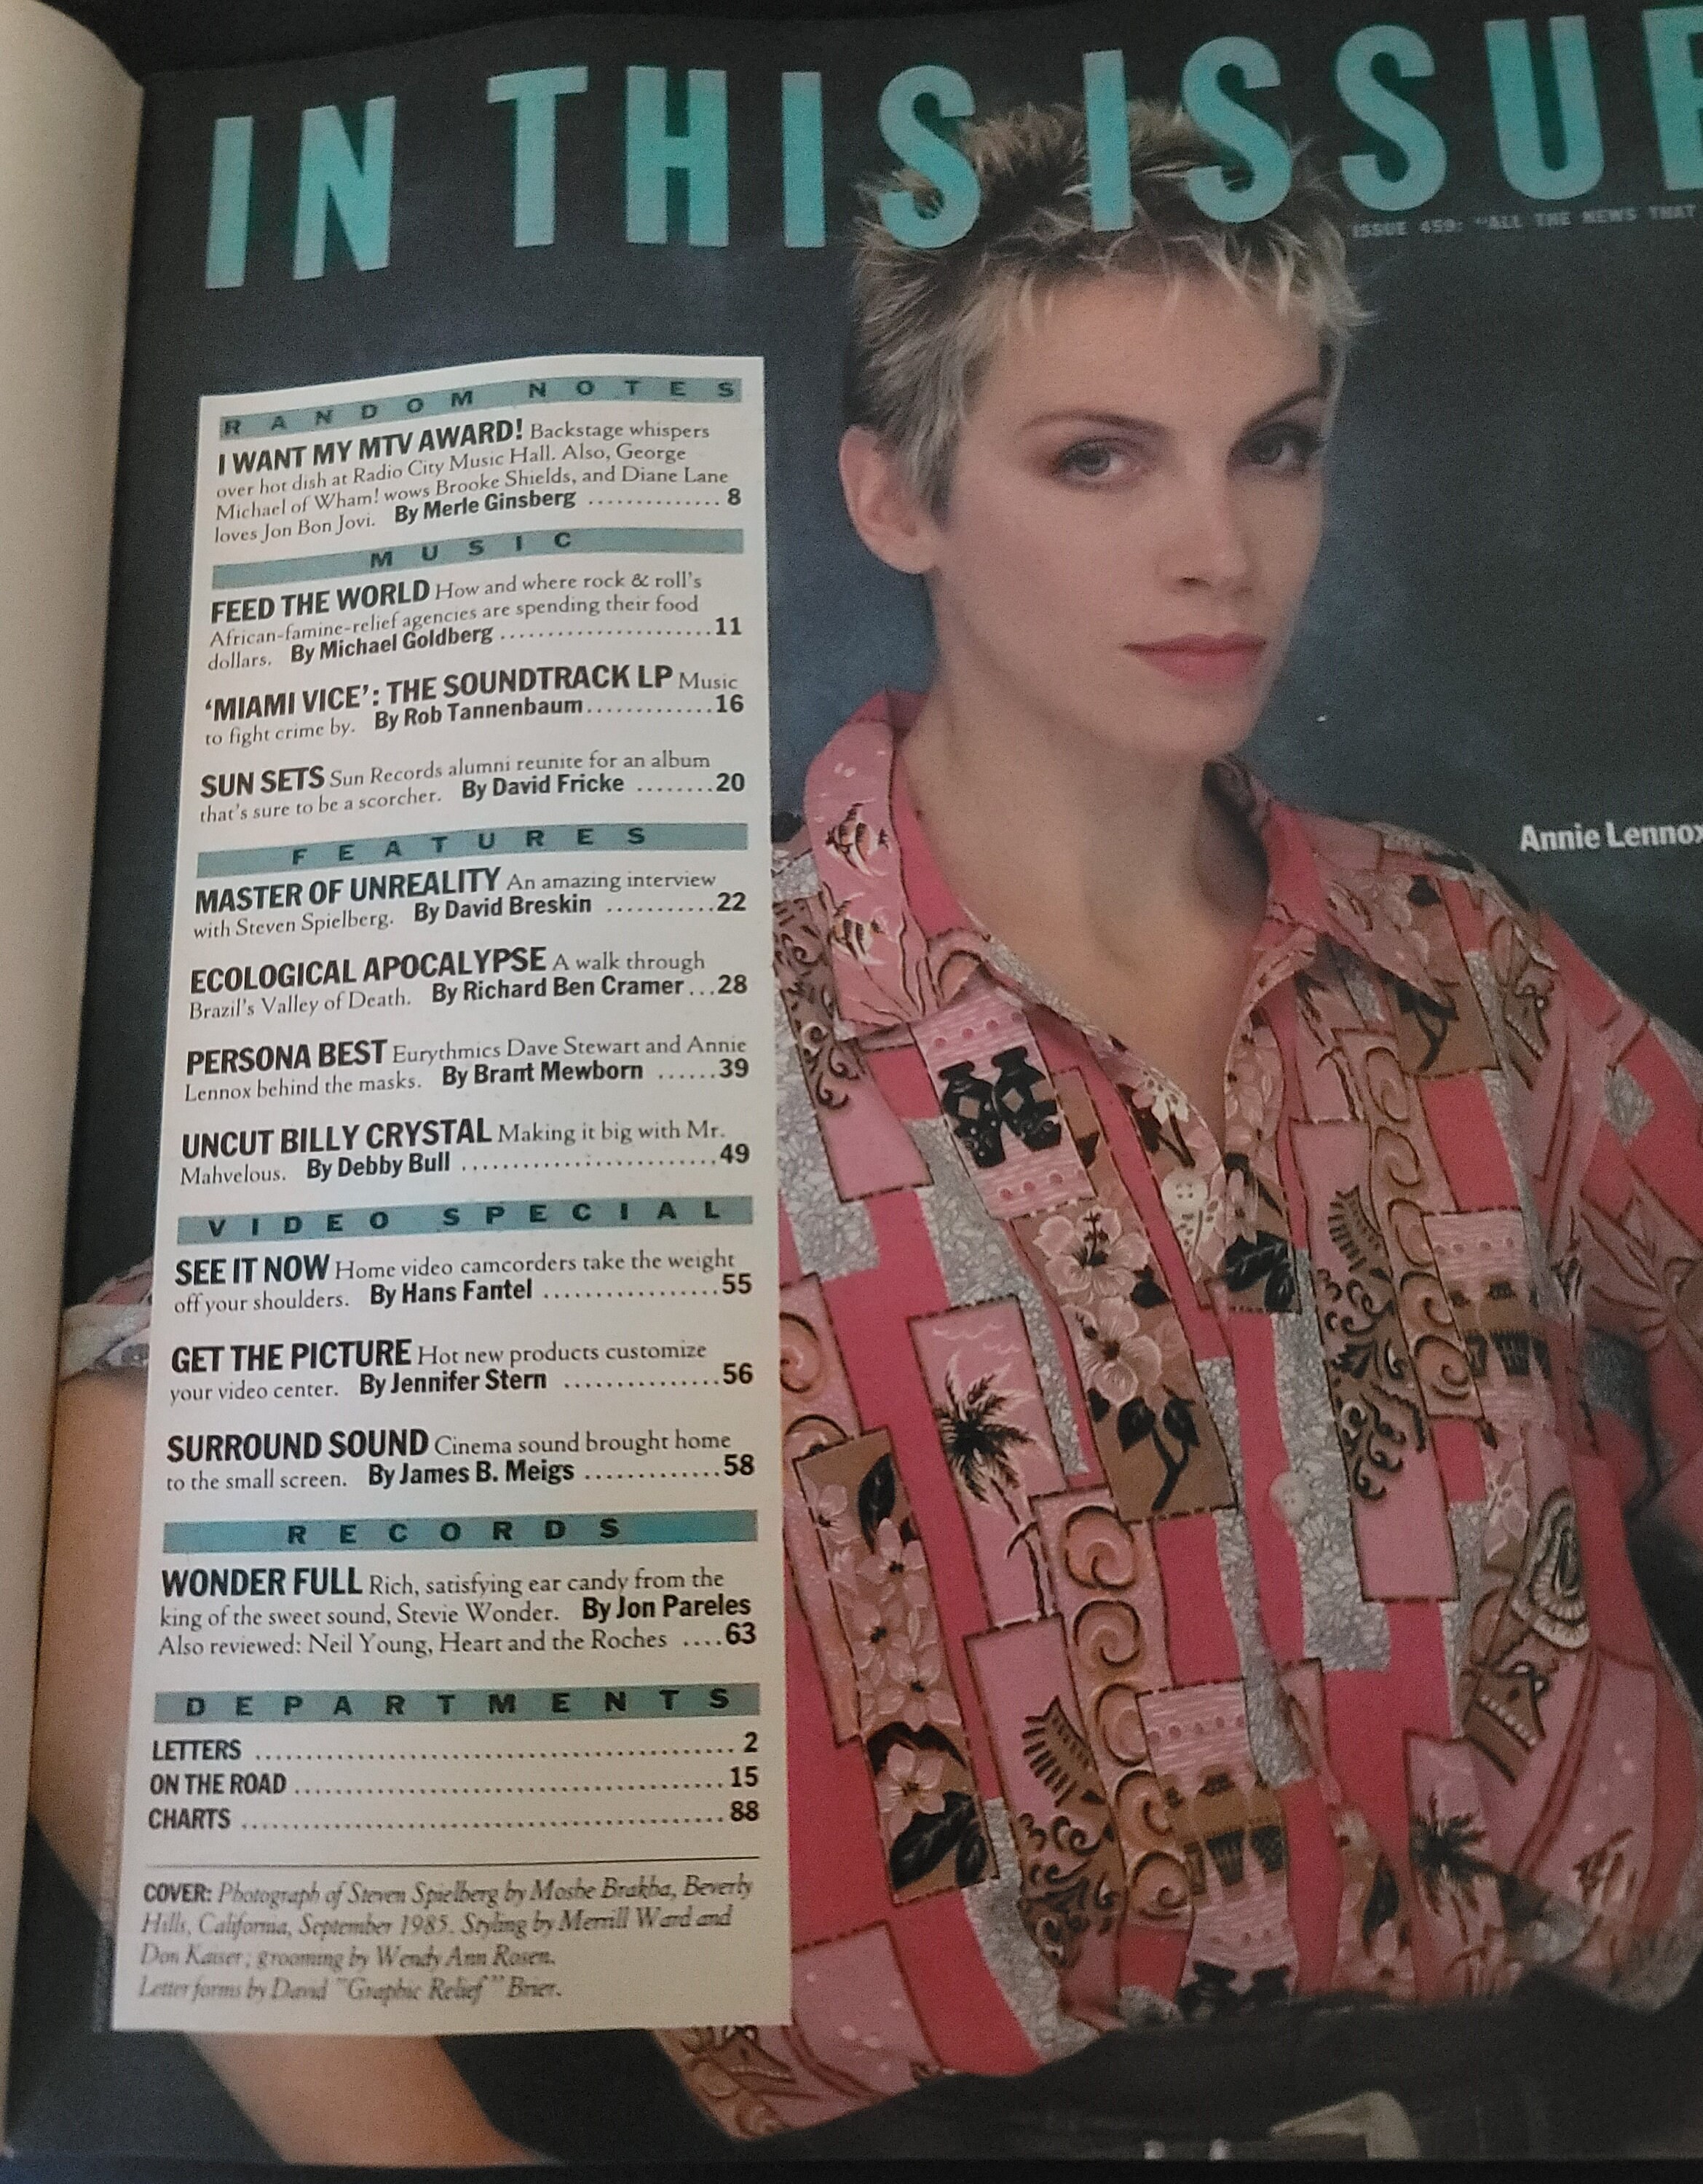 IN THIS ISSUE
ISSUE 459: "ALL THE NEWS THAT
RANDOM NOTES
I WANT MY MTV AWARD! Backstage whispers
over hot dish at Radio City Music Hall. Also, George
Michael of Wham! wows Brooke Shields, and Diane Lane
loves Jon Bon Jovi. By Merle Ginsberg .............. 8
MUSIC
FEED THE WORLD How and where rock & roll's
African-famine-relief agencies are spending their food
dollars. By Michael Goldberg ......................11
'MIAMI VICE': THE SOUNDTRACK LP Music
to fight crime by. By Rob Tannenbaum.............16
SUN SETS Sun Records alumni reunite for an album
that's sure to be a scorcher. By David Fricke ........20
FEATURES
MASTER OF UNREALITY An amazing interview
with Steven Spielberg. By David Breskin ...........22
ECOLOGICAL APOCALYPSE A walk through
Brazil's Valley of Death. By Richard Ben Cramer...28
PERSONA BEST Eurythmics Dave Stewart and Annie
Lennox behind the masks. By Brant Mewborn ......39
UNCUT BILLY CRYSTAL Making it big with Mr.
Mahvelous. By Debby Bull ..........................49
VIDEO SPECIAL
SEE IT NOW Home video camcorders take the weight
off your shoulders. By Hans Fantel .................55
GET THE PICTURE Hot new products customize
your video center. By Jennifer Stern ...............56
SURROUND SOUND Cinema sound brought home
to the small screen. By James B. Meigs .............58
RECORDS
WONDER FULL Rich, satisfying ear candy from the
king of the sweet sound, Stevie Wonder. By Jon Pareles
Also reviewed: Neil Young, Heart and the Roches ....63
DEPARTMENTS
LETTERS ............................................... 2
ON THE ROAD ..........................................15
CHARTS ................................................88
COVER: Photograph of Steven Spielberg by Moshe Brakha, Beverly
Hills, California, September 1985. Styling by Merrill Ward and
Don Kaiser; grooming by Wendy Ann Rosen.
Letter forms by David "Graphic Relief" Brier.
Annie Lennox